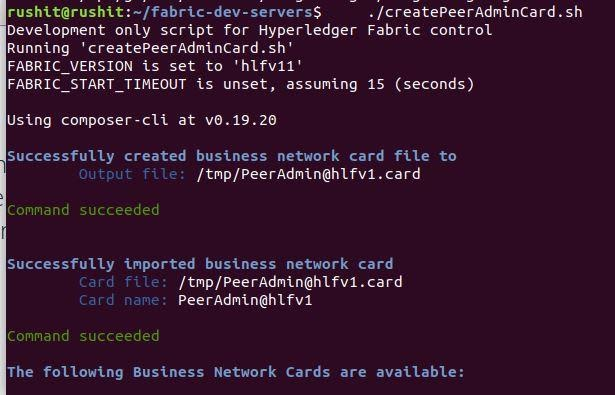 rushit@rushit:~/fabric-dev-servers$ ./createPeerAdminCard.sh
Development only script for Hyperledger Fabric control
Running 'createPeerAdminCard.sh'
FABRIC_VERSION is set to 'hlfv11'
FABRIC_START_TIMEOUT is unset, assuming 15 (seconds)
Using composer-cli at v0.19.20
Successfully created business network card file to
Output file: /tmp/PeerAdmin@hlfv1.card
Command succeeded
Successfully imported business network card
Card file: /tmp/PeerAdmin@hlfv1.card
Card name: PeerAdmin@hlfv1
Command succeeded
The following Business Network Cards are available: